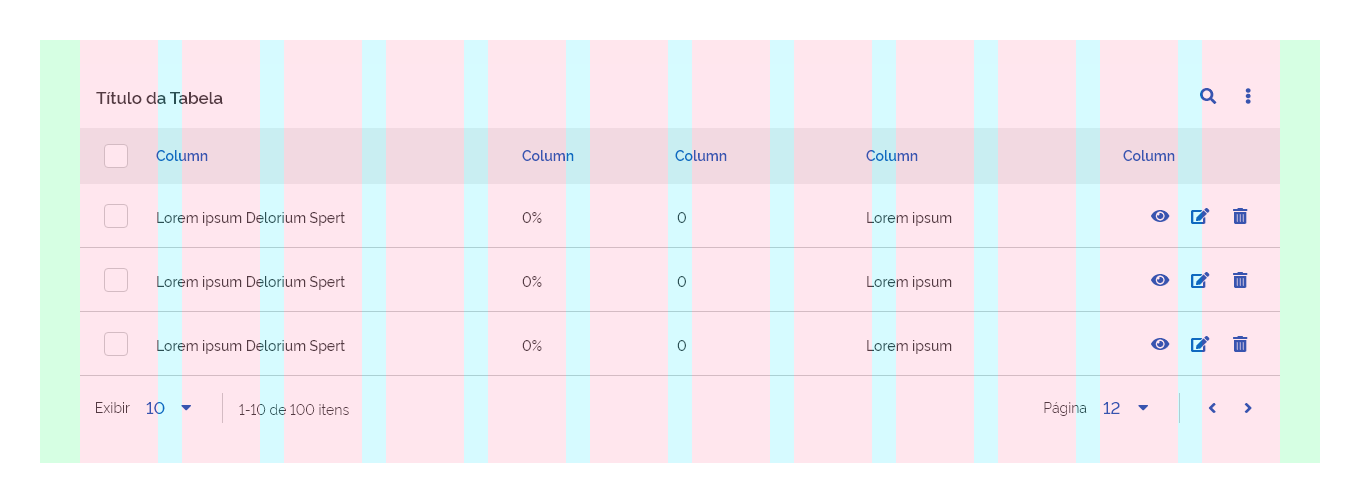 Título da Tabela
Column Column Column Column Column
Lorem ipsum Delorium Spert 0% 0 Lorem ipsum
Lorem ipsum Delorium Spert 0% 0 Lorem ipsum
Lorem ipsum Delorium Spert 0% 0 Lorem ipsum
Exibir 10 1-10 de 100 itens Página 12